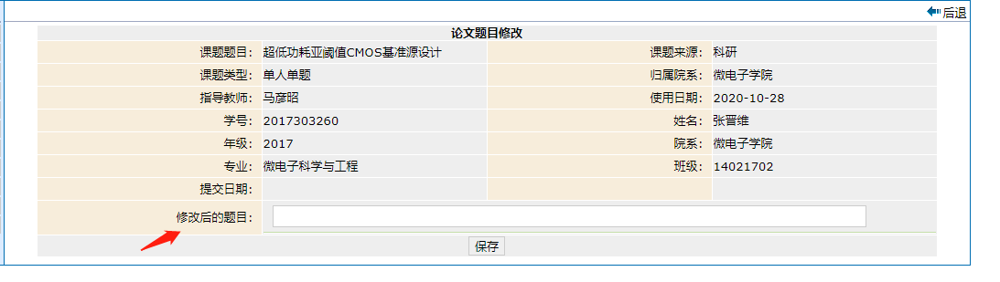 后退
论文题目修改
课题题目： 超低功耗亚阈值CMOS基准源设计 课题来源： 科研
课题类型： 单人单题 归属院系： 微电子学院
指导教师： 马彦昭 使用日期： 2020-10-28
学号： 2017303260 姓名： 张晋维
年级： 2017 院系： 微电子学院
专业： 微电子科学与工程 班级： 14021702
提交日期：
修改后的题目：
保存